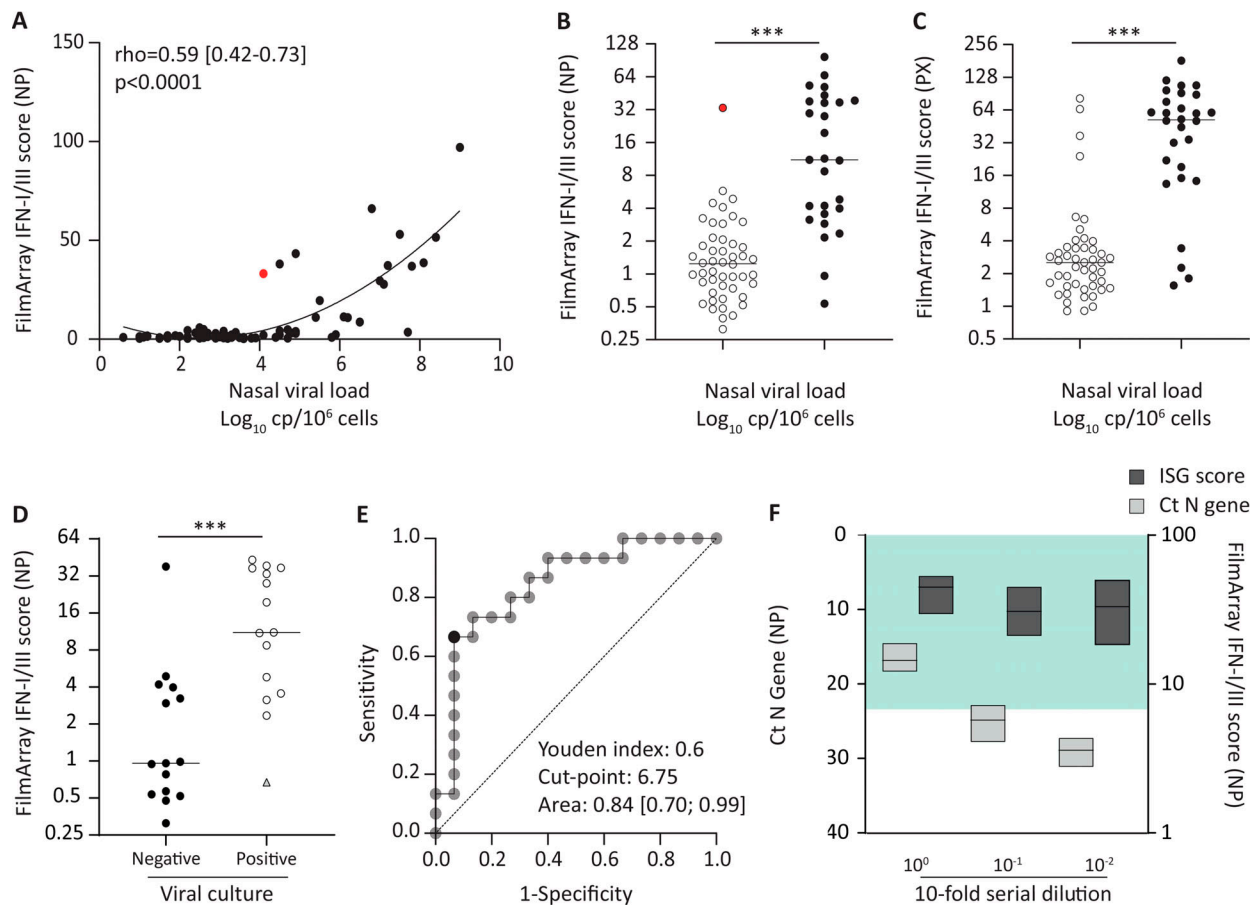 A
FilmArray IFN-I/III score (NP)
150
100
50
0
rho=0.59 [0.42-0.73]
p<0.0001
0 2 4 6 8 10
Nasal viral load
Log₁₀ cp/10⁶ cells
B
FilmArray IFN-I/III score (NP)
128
64
32
16
8
4
2
1
0.5
0.25
***
Nasal viral load
Log₁₀ cp/10⁶ cells
C
FilmArray IFN-I/III score (PX)
256
128
64
32
16
8
4
2
1
0.5
***
Nasal viral load
Log₁₀ cp/10⁶ cells
D
FilmArray IFN-I/III score (NP)
64
32
16
8
4
2
1
0.5
0.25
***
Negative Positive
Viral culture
E
Sensitivity
1.0
0.8
0.6
0.4
0.2
0.0
Youden index: 0.6
Cut-point: 6.75
Area: 0.84 [0.70; 0.99]
0.0 0.2 0.4 0.6 0.8 1.0
1-Specificity
F
ISG score
Ct N gene
Ct N Gene (NP)
0
10
20
30
40
100
10
1
FilmArray IFN-I/III score
(NP)
10⁰ 10⁻¹ 10⁻²
10-fold serial dilution